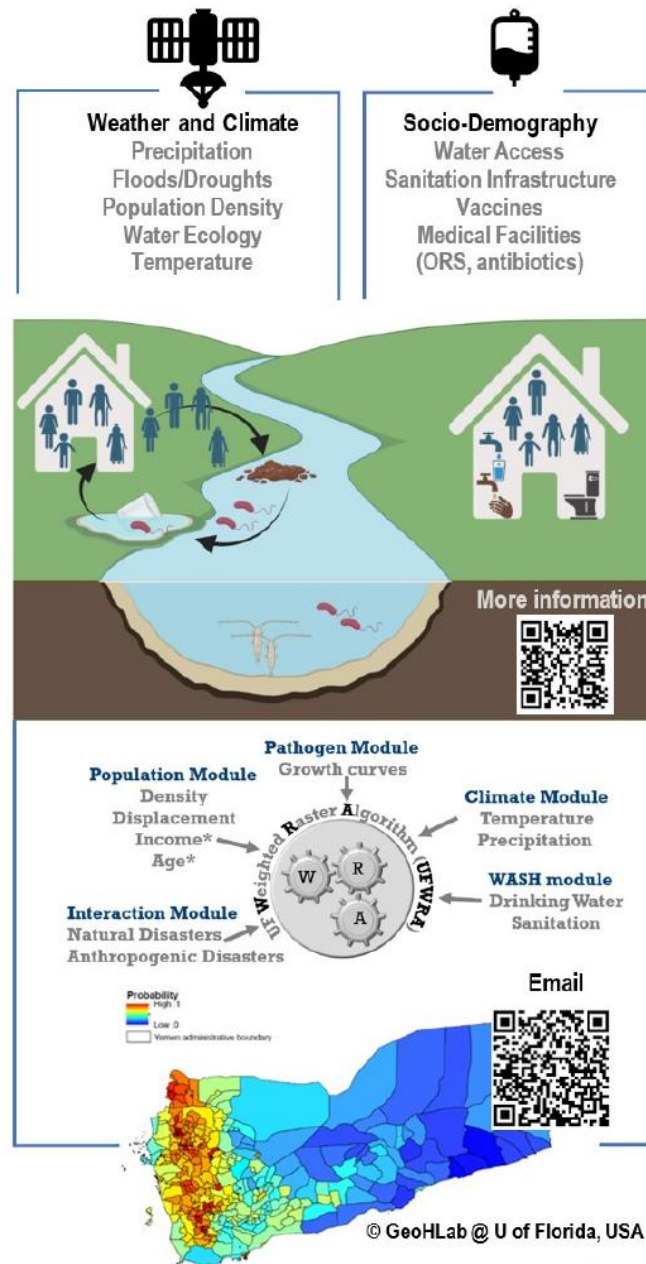 Weather and Climate
Precipitation
Floods/Droughts
Population Density
Water Ecology
Temperature
Socio-Demography
Water Access
Sanitation Infrastructure
Vaccines
Medical Facilities
(ORS, antibiotics)
More information
Pathogen Module
Growth curves
Population Module
Density
Displacement
Income*
Age*
Climate Module
Temperature
Precipitation
WASH module
Drinking Water
Sanitation
Interaction Module
Natural Disasters
Anthropogenic Disasters
UF Weighted Raster Algorithm (UFWRA)
W
R
A
Email
Probability
High :1
Low :0
Yemen administrative boundary
© GeoHLab @ U of Florida, USA